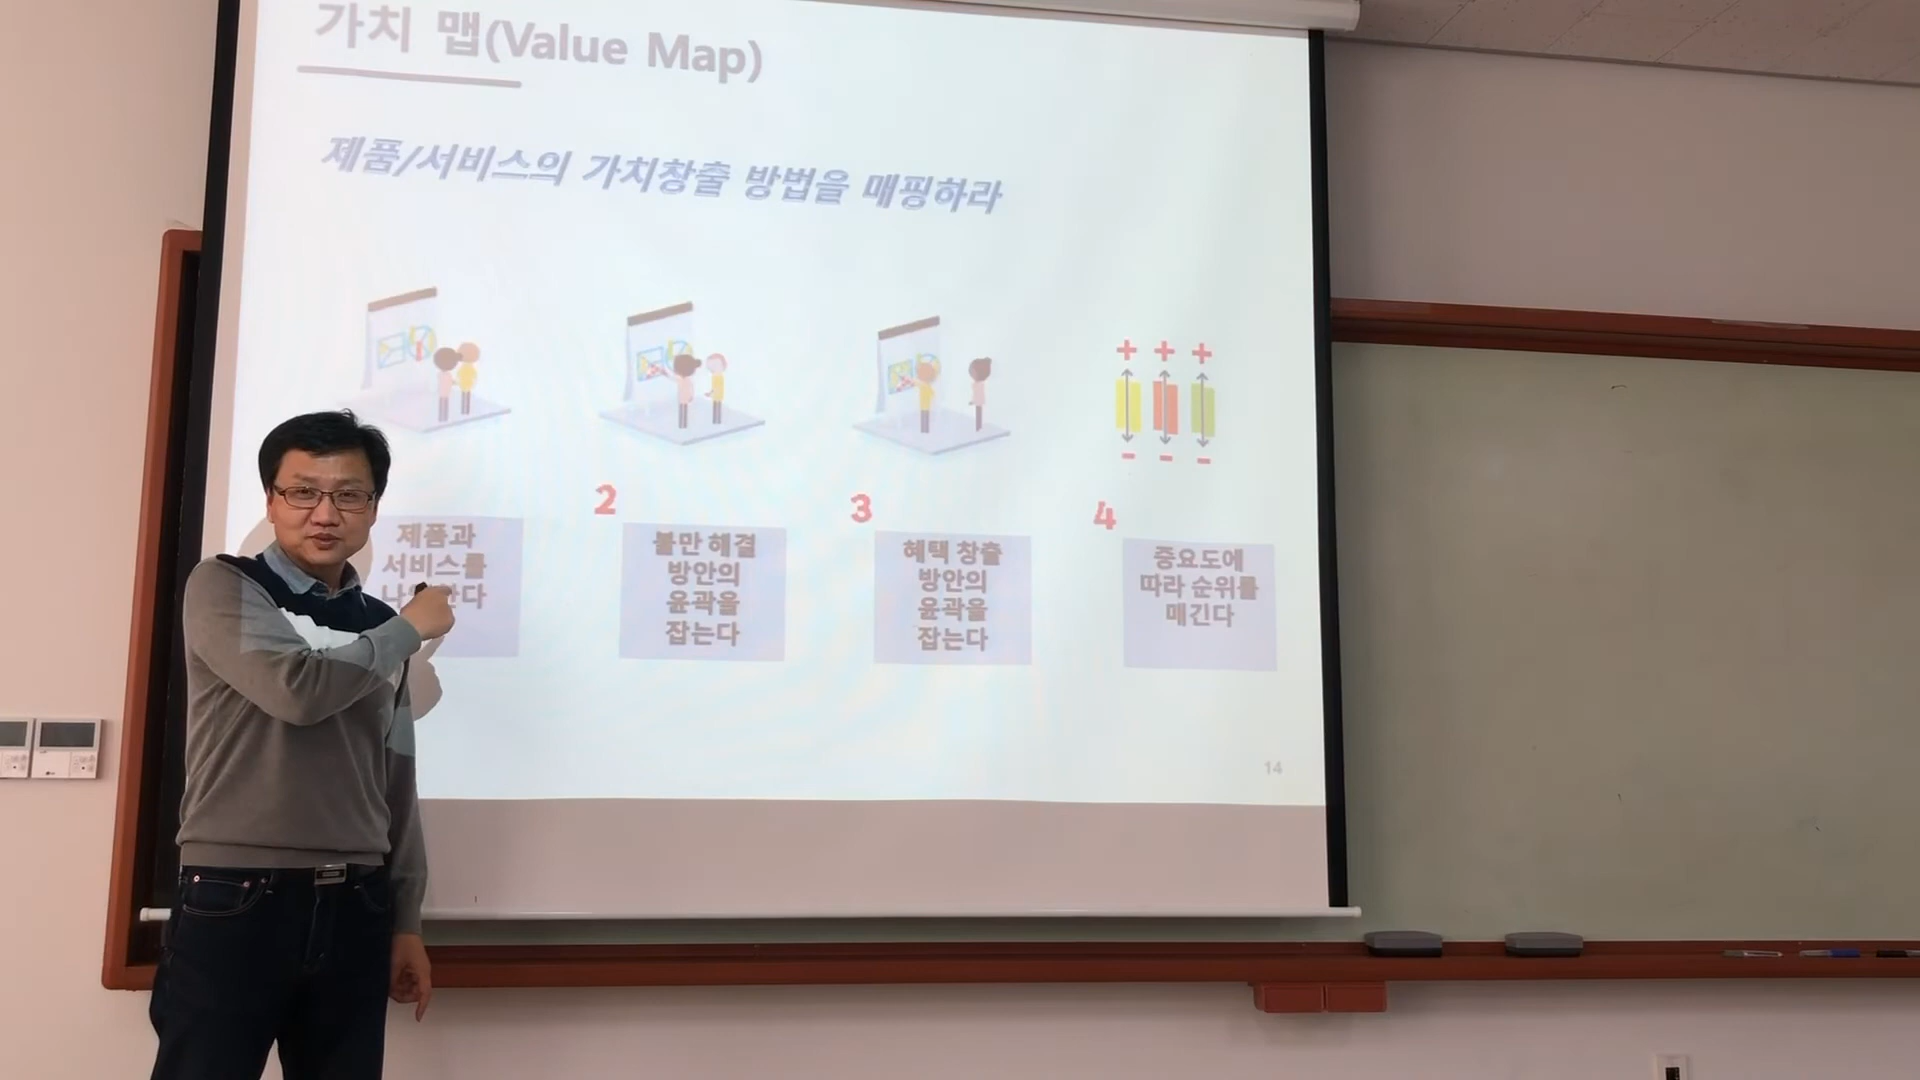 가치 맵(Value Map)
제품/서비스의 가치창출 방법을 매핑하라
제품과
서비스를
2
불만 해결
방안의
윤곽을
잡는다
3
혜택 창출
방안의
윤곽을
잡는다
4
중요도에
따라 순위를
매긴다
14